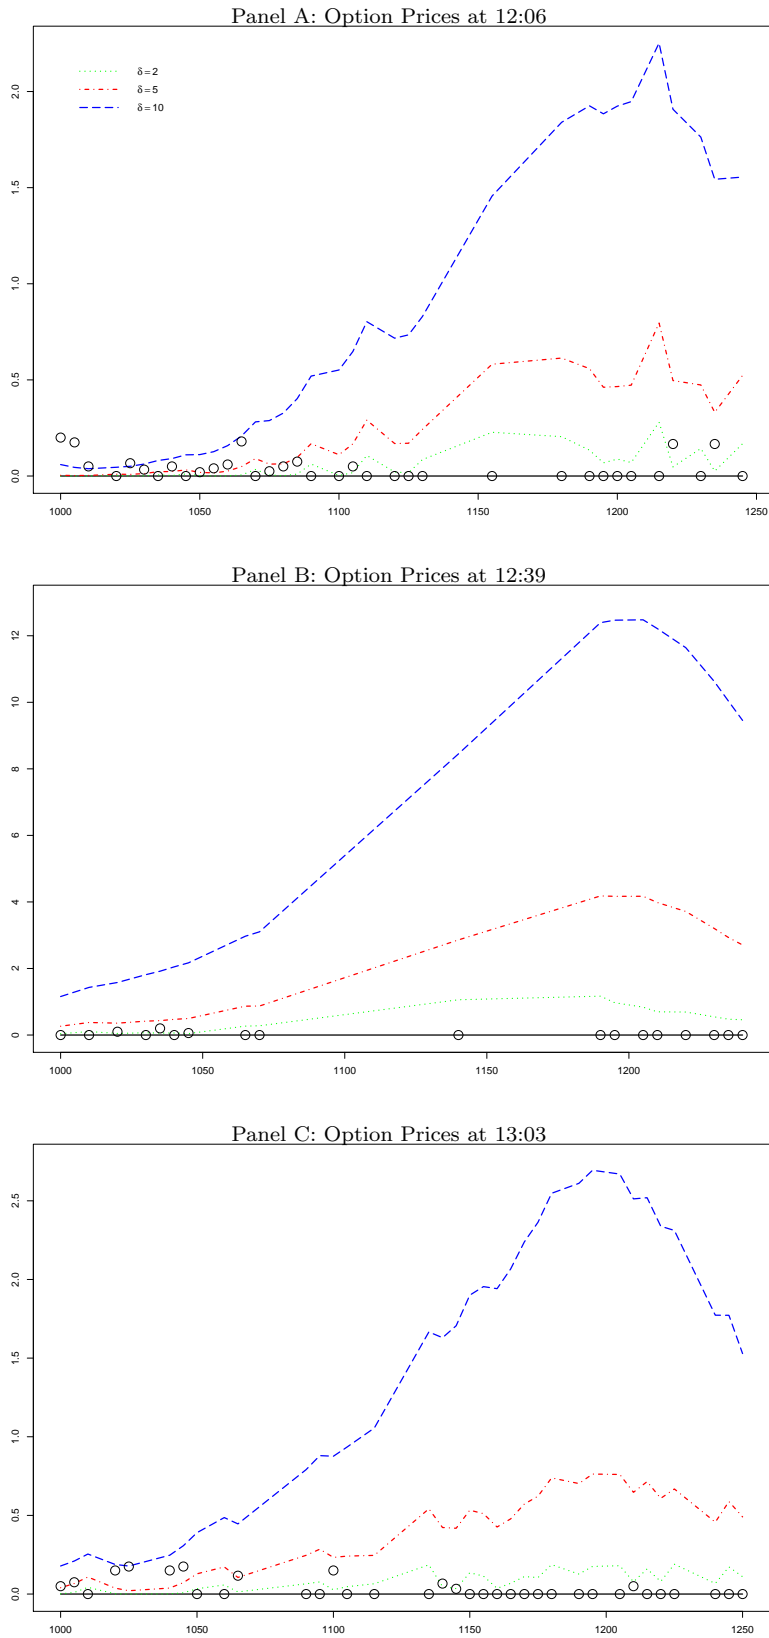 Panel A: Option Prices at 12:06
δ = 2
δ = 5
δ = 10
2.0
1.5
1.0
0.5
0.0
1000 1050 1100 1150 1200 1250
Panel B: Option Prices at 12:39
12
10
8
6
4
2
0
1000 1050 1100 1150 1200
Panel C: Option Prices at 13:03
2.5
2.0
1.5
1.0
0.5
0.0
1000 1050 1100 1150 1200 1250